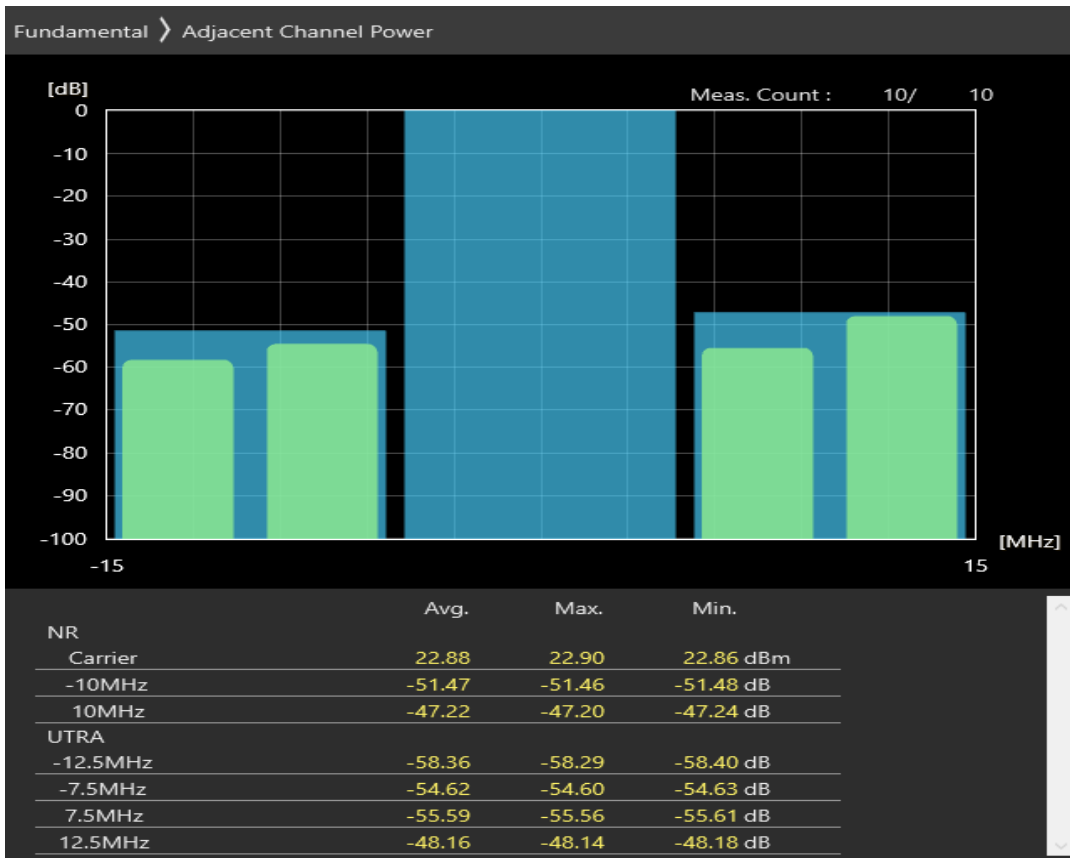 Fundamental 〉 Adjacent Channel Power
[dB]
Meas. Count : 10/ 10
0
-10
-20
-30
-40
-50
-60
-70
-80
-90
-100
[MHz]
-15 15
Avg. Max. Min.
NR
Carrier 22.88 22.90 22.86 dBm
-10MHz -51.47 -51.46 -51.48 dB
10MHz -47.22 -47.20 -47.24 dB
UTRA
-12.5MHz -58.36 -58.29 -58.40 dB
-7.5MHz -54.62 -54.60 -54.63 dB
7.5MHz -55.59 -55.56 -55.61 dB
12.5MHz -48.16 -48.14 -48.18 dB